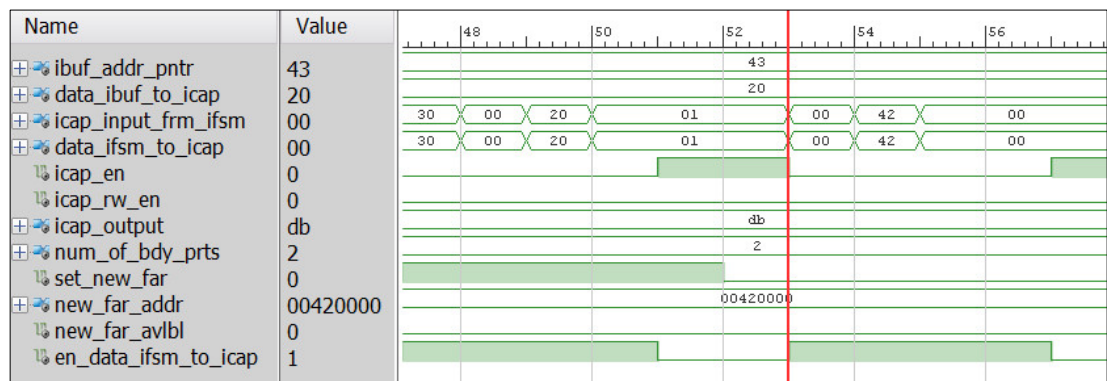 Name Value 48 50 52 54 56
ibuf_addr_pntr 43 43
data_ibuf_to_icap 20 20
icap_input_frm_ifsm 00 30 00 20 01 00 42 00
data_ifsm_to_icap 00 30 00 20 01 00 42 00
icap_en 0
icap_rw_en 0
icap_output db db
num_of_bdy_prts 2 2
set_new_far 0
new_far_addr 00420000 00420000
new_far_avlbl 0
en_data_ifsm_to_icap 1